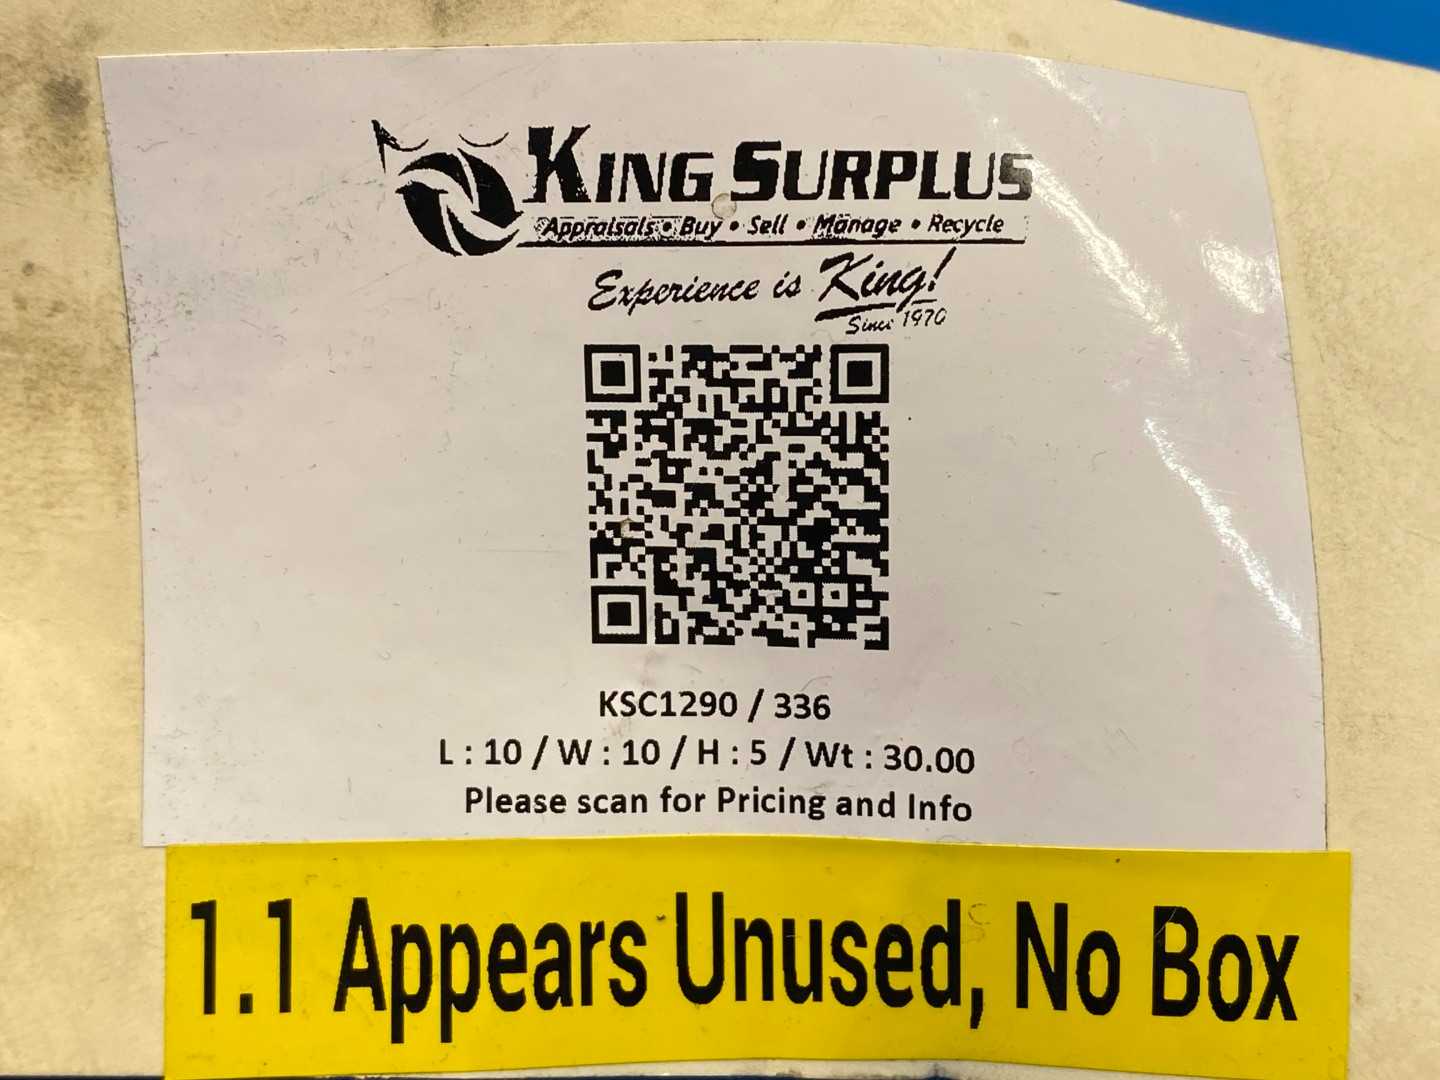 KING SURPLUS
Appraisals • Buy • Sell • Manage • Recycle
Experience is King!
Since 1970
KSC1290 / 336
L : 10 / W : 10 / H : 5 / Wt : 30.00
Please scan for Pricing and Info
1.1 Appears Unused, No Box